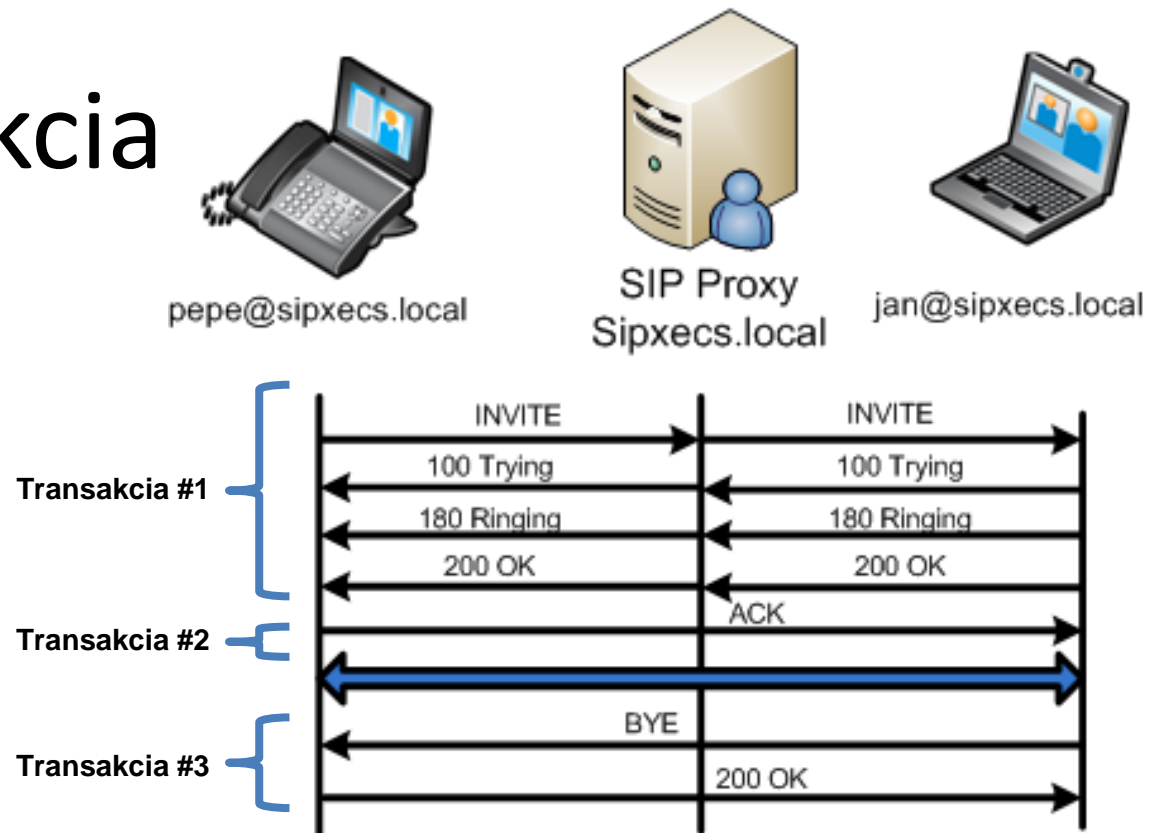 kcia
pepe@sipxecs.local
SIP Proxy
Sipxecs.local
jan@sipxecs.local
INVITE
INVITE
100 Trying
100 Trying
Transakcia #1
180 Ringing
180 Ringing
200 OK
200 OK
ACK
Transakcia #2
BYE
Transakcia #3
200 OK